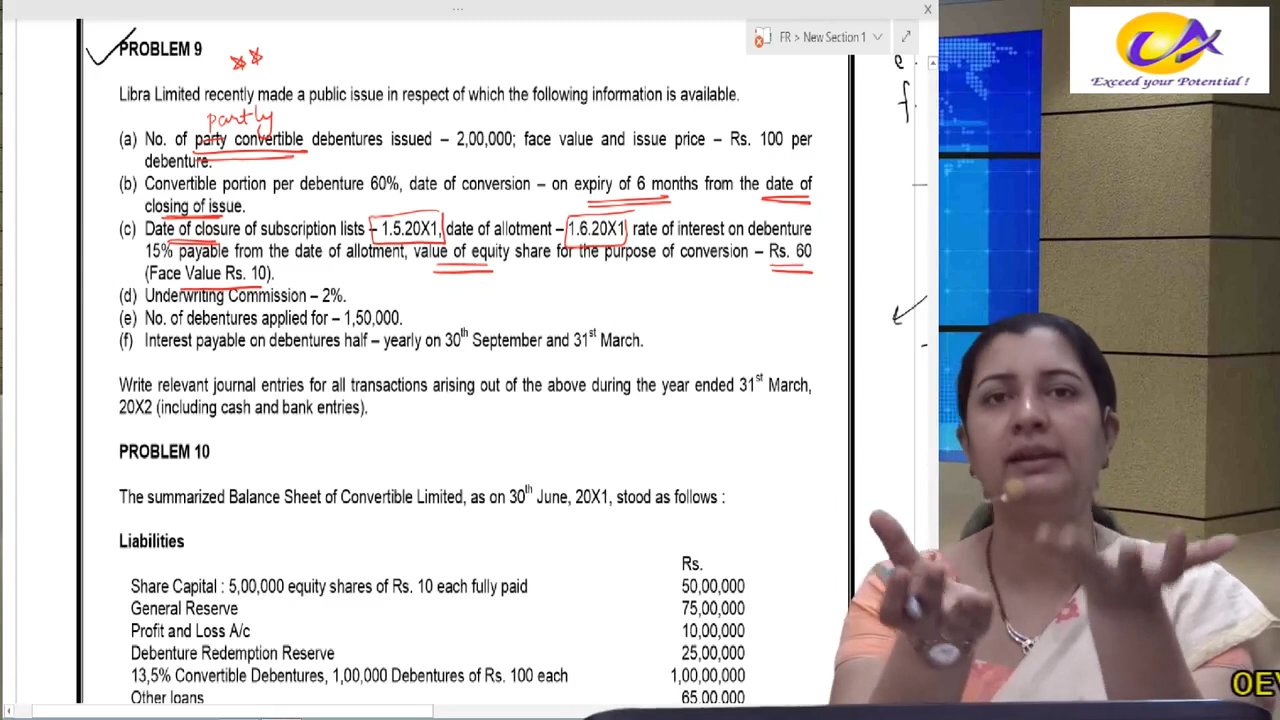 FR > New Section 1
PROBLEM 9
Exceed your Potential !
Libra Limited recently made a public issue in respect of which the following information is available.
partly
(a) No. of party convertible debentures issued – 2,00,000; face value and issue price – Rs. 100 per
debenture.
(b) Convertible portion per debenture 60%, date of conversion – on expiry of 6 months from the date of
closing of issue.
(c) Date of closure of subscription lists – 1.5.20X1, date of allotment – 1.6.20X1 rate of interest on debenture
15% payable from the date of allotment, value of equity share for the purpose of conversion – Rs. 60
(Face Value Rs. 10).
(d) Underwriting Commission – 2%.
(e) No. of debentures applied for – 1,50,000.
(f) Interest payable on debentures half – yearly on 30th September and 31st March.
Write relevant journal entries for all transactions arising out of the above during the year ended 31st March,
20X2 (including cash and bank entries).
PROBLEM 10
The summarized Balance Sheet of Convertible Limited, as on 30th June, 20X1, stood as follows :
Liabilities
Rs.
Share Capital : 5,00,000 equity shares of Rs. 10 each fully paid 50,00,000
General Reserve 75,00,000
Profit and Loss A/c 10,00,000
Debenture Redemption Reserve 25,00,000
13,5% Convertible Debentures, 1,00,000 Debentures of Rs. 100 each 1,00,00,000
Other loans 65,00,000
e.
f.